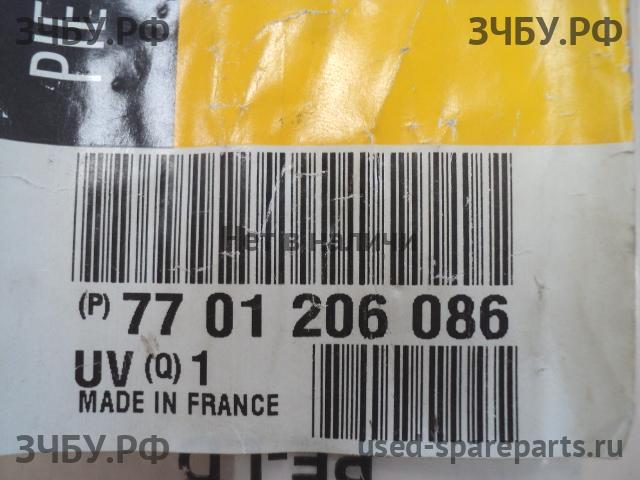 ЗЧБУ.РФ
ЗЧБУ.РФ
Нет в наличи
(P) 77 01 206 086
UV (Q) 1
MADE IN FRANCE
ЗЧБУ.РФ
used-spareparts.ru